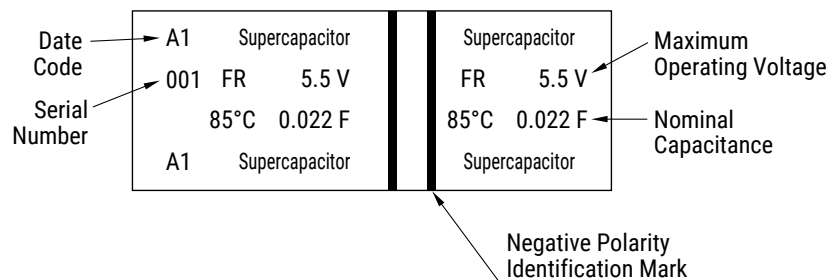 Date
Code
Serial
Number
A1 Supercapacitor
001 FR 5.5 V
85°C 0.022 F
A1 Supercapacitor
Supercapacitor
FR 5.5 V
85°C 0.022 F
Supercapacitor
Maximum
Operating Voltage
Nominal
Capacitance
Negative Polarity
Identification Mark